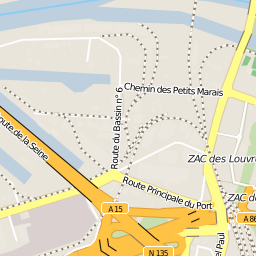 Chemin des Petits Marais
Route du Bassin n° 6
Route de la Seine
ZAC des Louvre
Route Principale du Port
ZAC de
A 15
A 86
N 135
el Paul